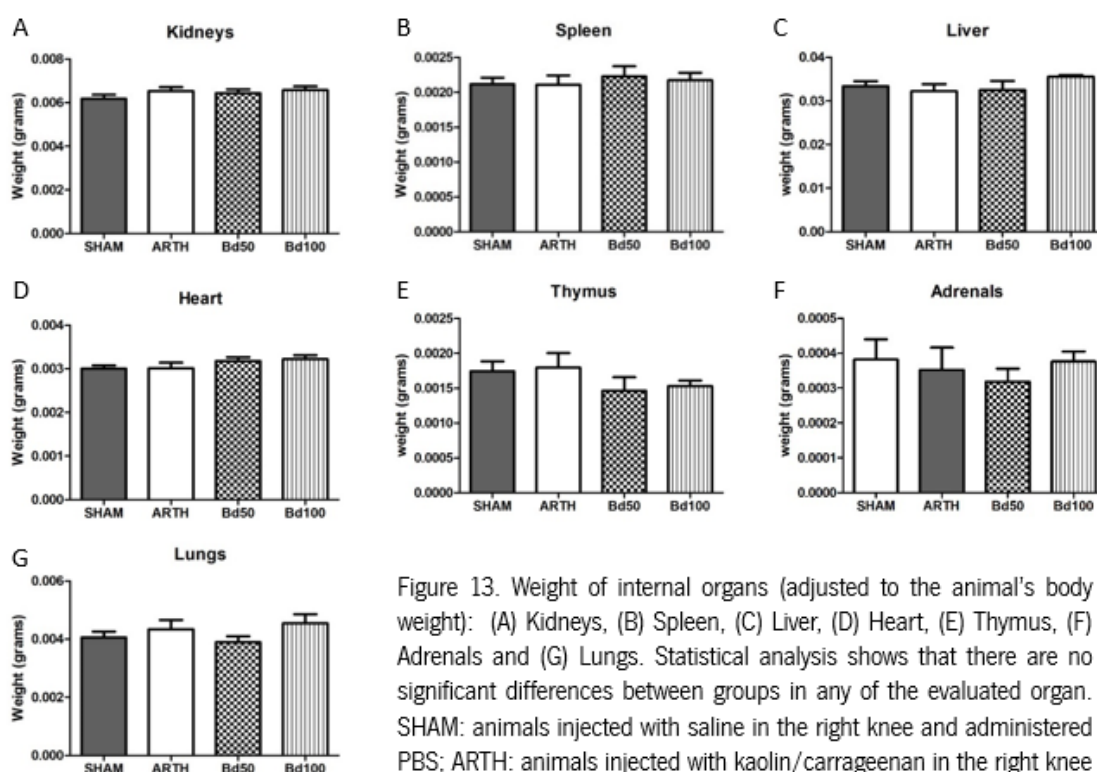 A
Kidneys
Weight (grams)
0.008
0.006
0.004
0.002
0.000
SHAM ARTH Bd50 Bd100
B
Spleen
Weight (grams)
0.0025
0.0020
0.0015
0.0010
0.0005
0.0000
SHAM ARTH Bd50 Bd100
C
Liver
weight (grams)
0.04
0.03
0.02
0.01
0.00
SHAM ARTH Bd50 Bd100
D
Heart
Weight (grams)
0.004
0.003
0.002
0.001
0.000
SHAM ARTH Bd50 Bd100
E
Thymus
weight (grams)
0.0025
0.0020
0.0015
0.0010
0.0005
0.0000
SHAM ARTH Bd50 Bd100
F
Adrenals
weight (grams)
0.0005
0.0004
0.0003
0.0002
0.0001
0.0000
SHAM ARTH Bd50 Bd100
G
Lungs
Weight (grams)
0.006
0.004
0.002
0.000
SHAM ARTH Bd50 Bd100
Figure 13. Weight of internal organs (adjusted to the animal's body
weight): (A) Kidneys, (B) Spleen, (C) Liver, (D) Heart, (E) Thymus, (F)
Adrenals and (G) Lungs. Statistical analysis shows that there are no
significant differences between groups in any of the evaluated organ.
SHAM: animals injected with saline in the right knee and administered
PBS; ARTH: animals injected with kaolin/carrageenan in the right knee